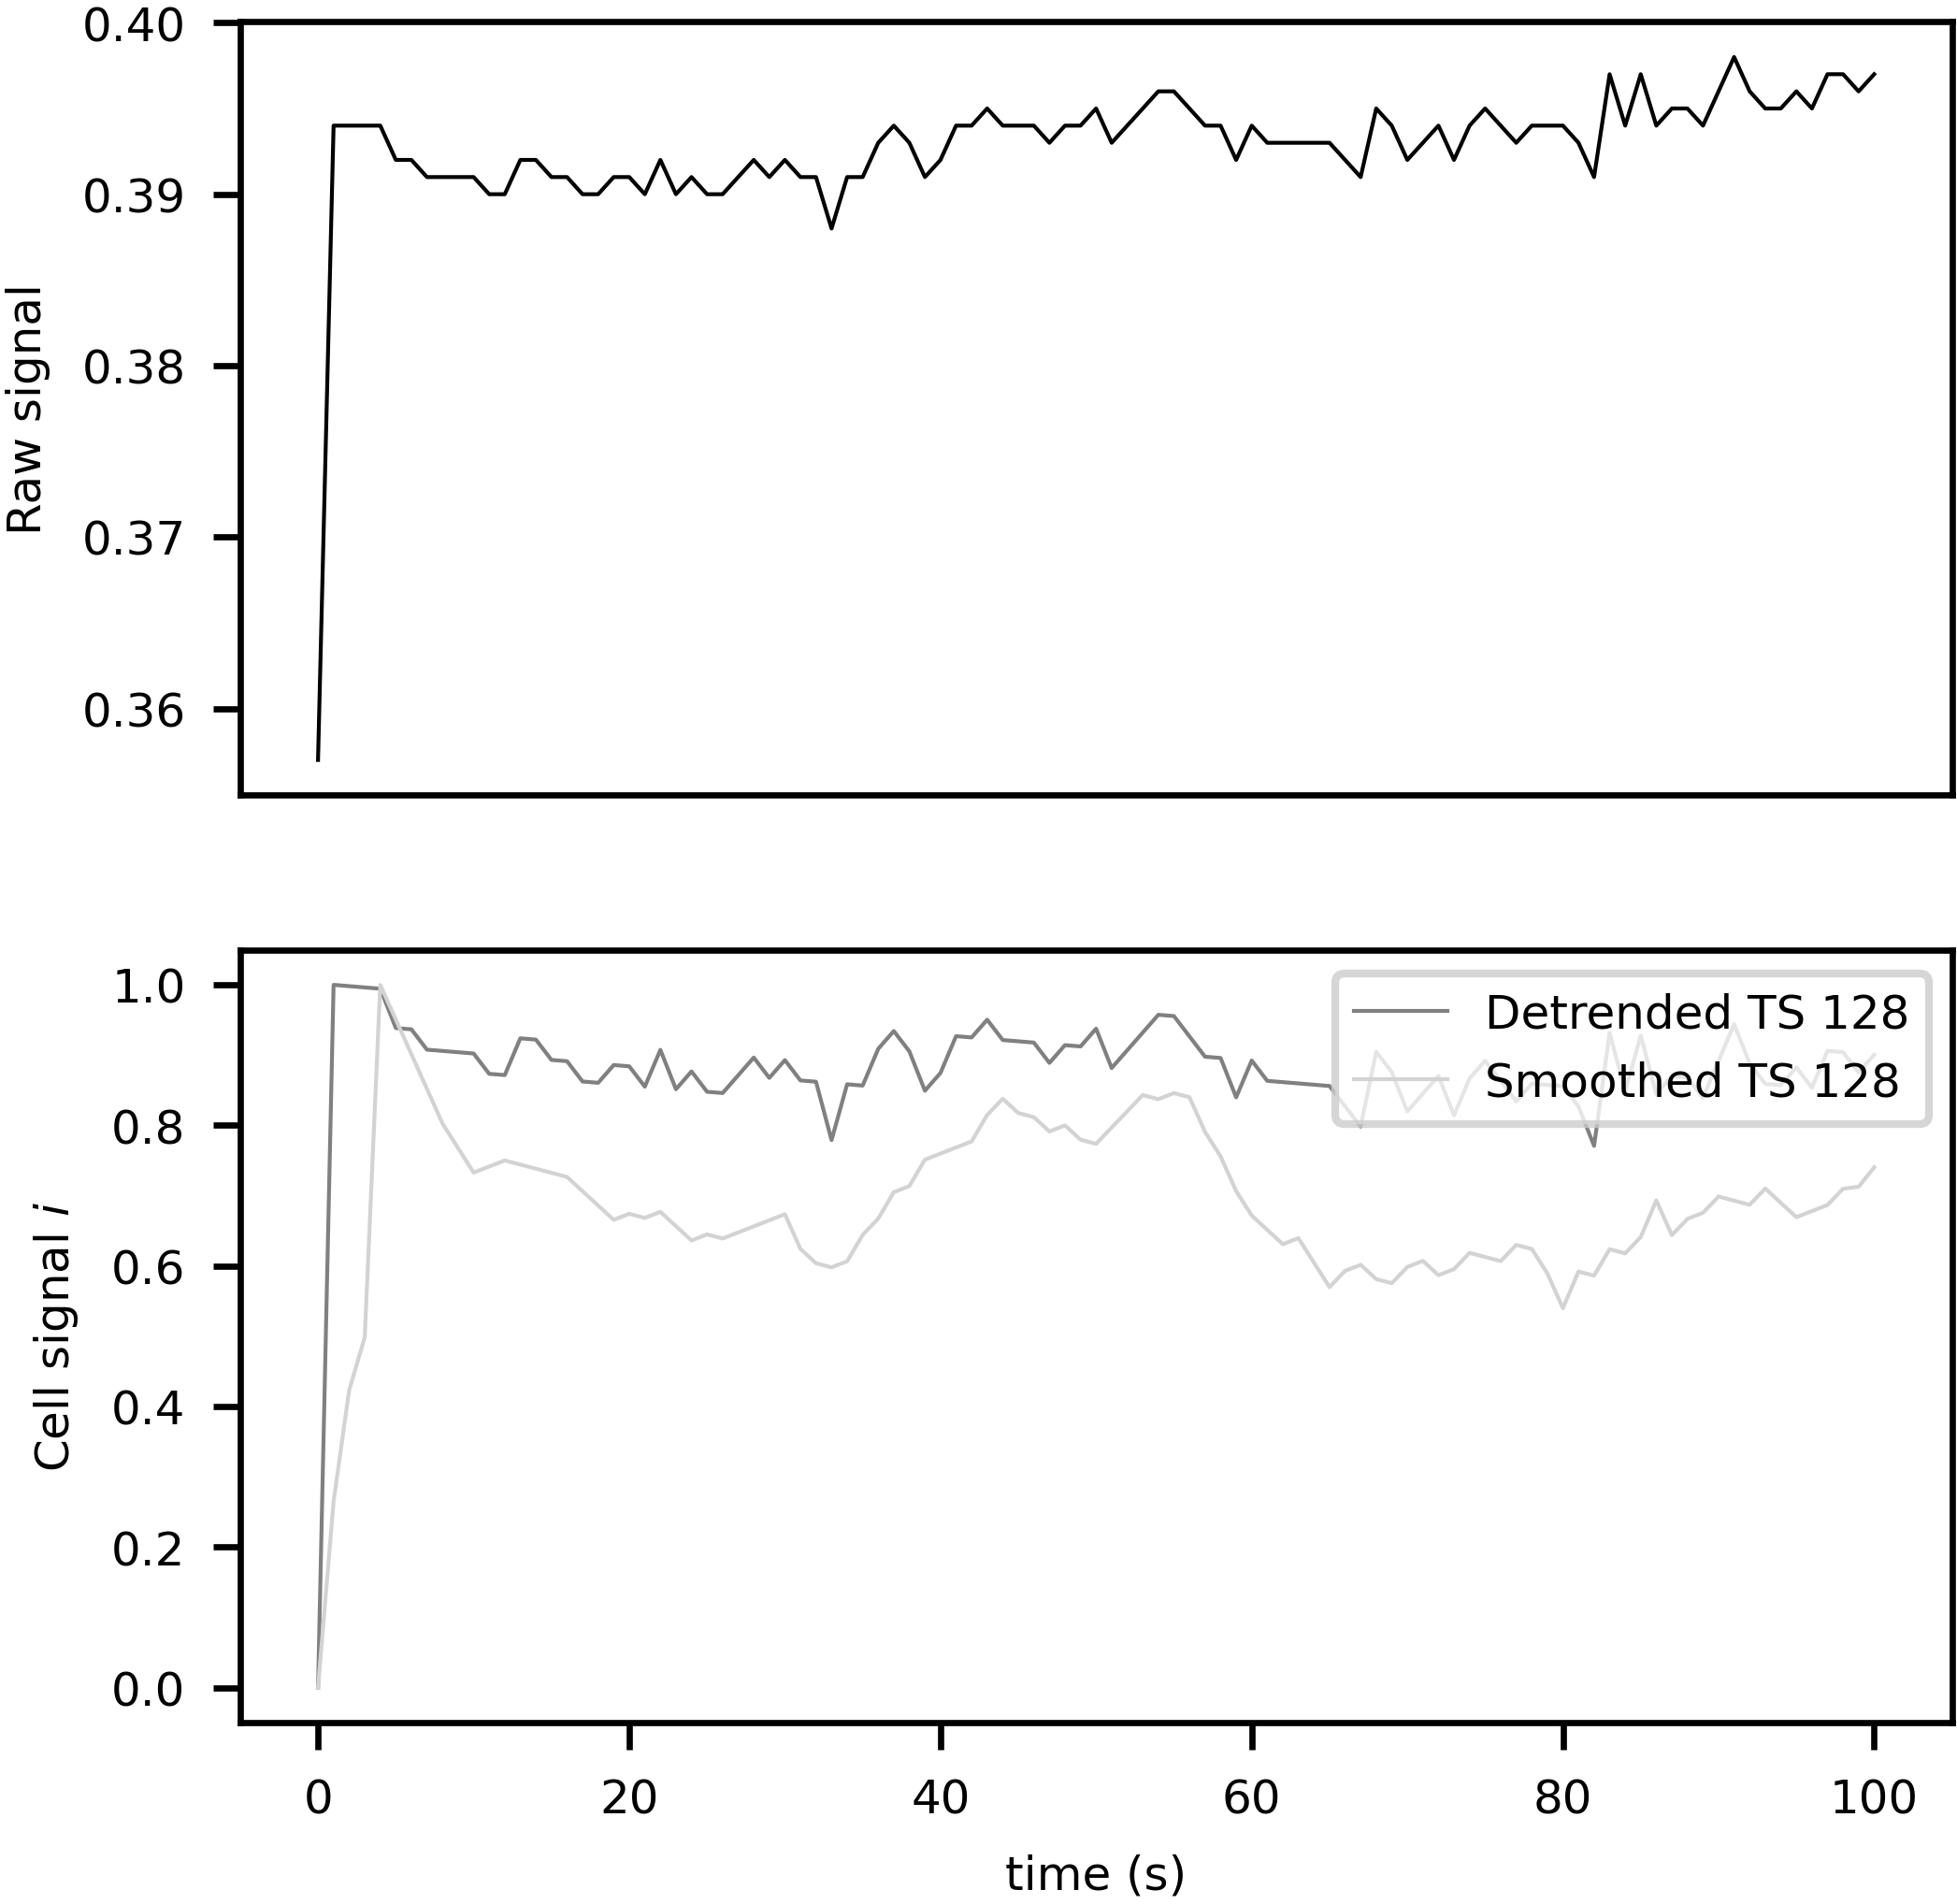 0.40
0.39
0.38
0.37
0.36
Raw signal
1.0
0.8
0.6
0.4
0.2
0.0
Cell signal i
Detrended TS 128
Smoothed TS 128
0 20 40 60 80 100
time (s)